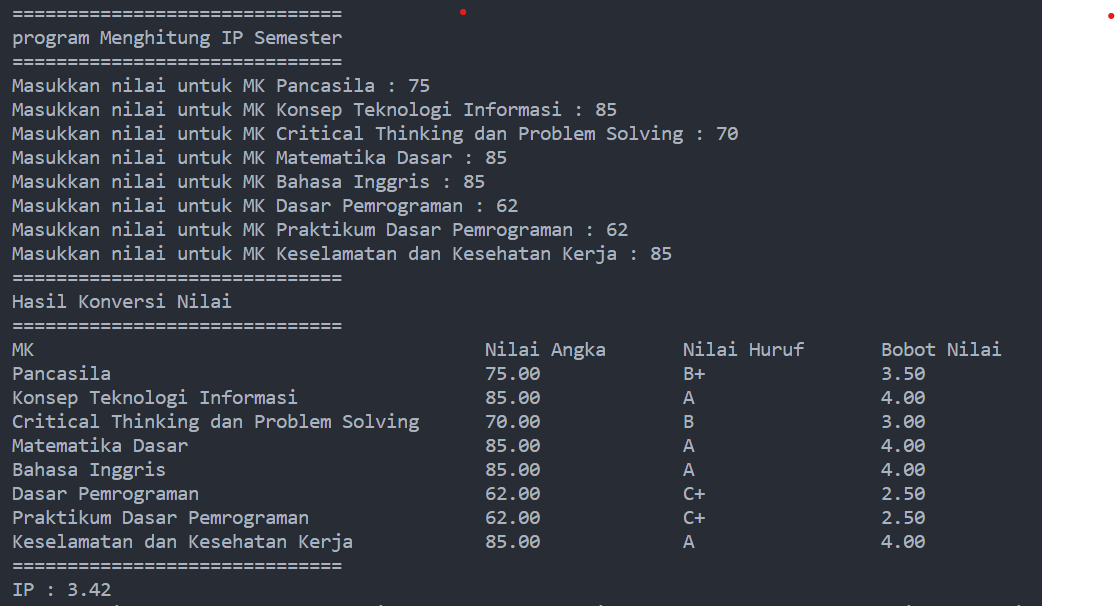 ==============================
program Menghitung IP Semester
==============================
Masukkan nilai untuk MK Pancasila : 75
Masukkan nilai untuk MK Konsep Teknologi Informasi : 85
Masukkan nilai untuk MK Critical Thinking dan Problem Solving : 70
Masukkan nilai untuk MK Matematika Dasar : 85
Masukkan nilai untuk MK Bahasa Inggris : 85
Masukkan nilai untuk MK Dasar Pemrograman : 62
Masukkan nilai untuk MK Praktikum Dasar Pemrograman : 62
Masukkan nilai untuk MK Keselamatan dan Kesehatan Kerja : 85
==============================
Hasil Konversi Nilai
==============================
MK                                         Nilai Angka       Nilai Huruf       Bobot Nilai
Pancasila                                  75.00             B+                3.50
Konsep Teknologi Informasi                 85.00             A                 4.00
Critical Thinking dan Problem Solving      70.00             B                 3.00
Matematika Dasar                           85.00             A                 4.00
Bahasa Inggris                             85.00             A                 4.00
Dasar Pemrograman                          62.00             C+                2.50
Praktikum Dasar Pemrograman                62.00             C+                2.50
Keselamatan dan Kesehatan Kerja            85.00             A                 4.00
==============================
IP : 3.42